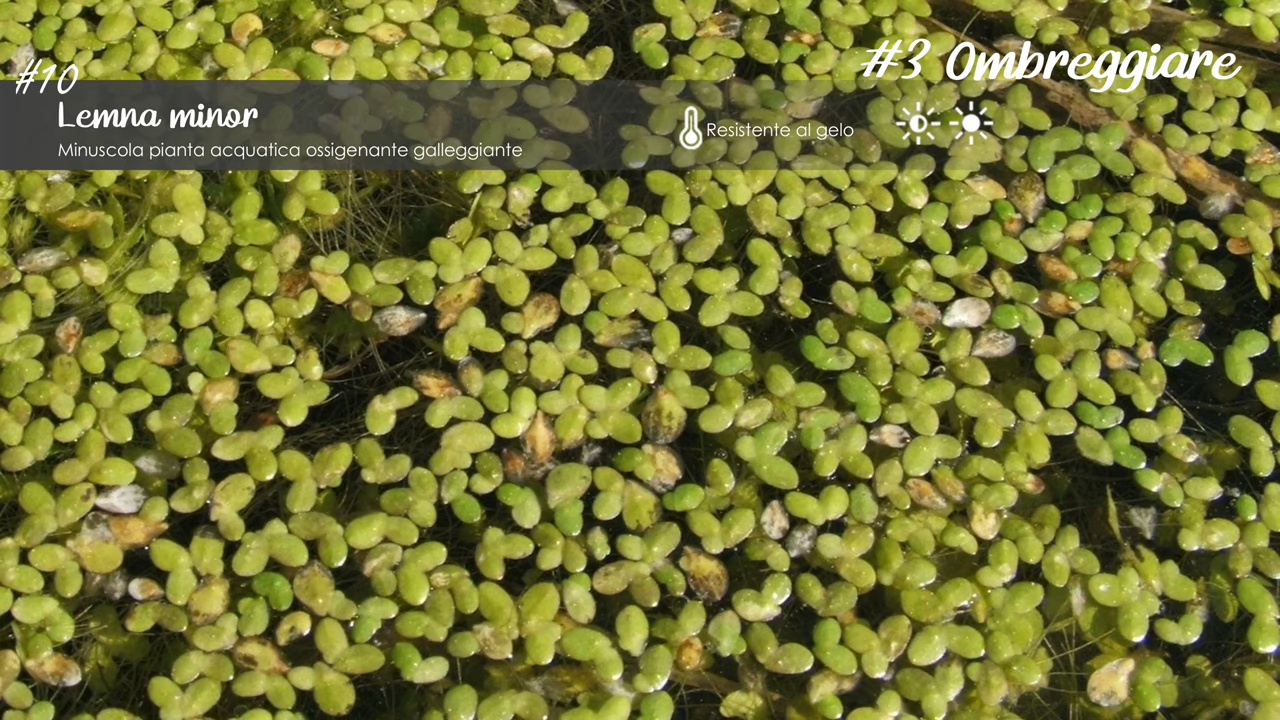 #3 Ombreggiare
#10
Lemna minor
Minuscola pianta acquatica ossigenante galleggiante
Resistente al gelo